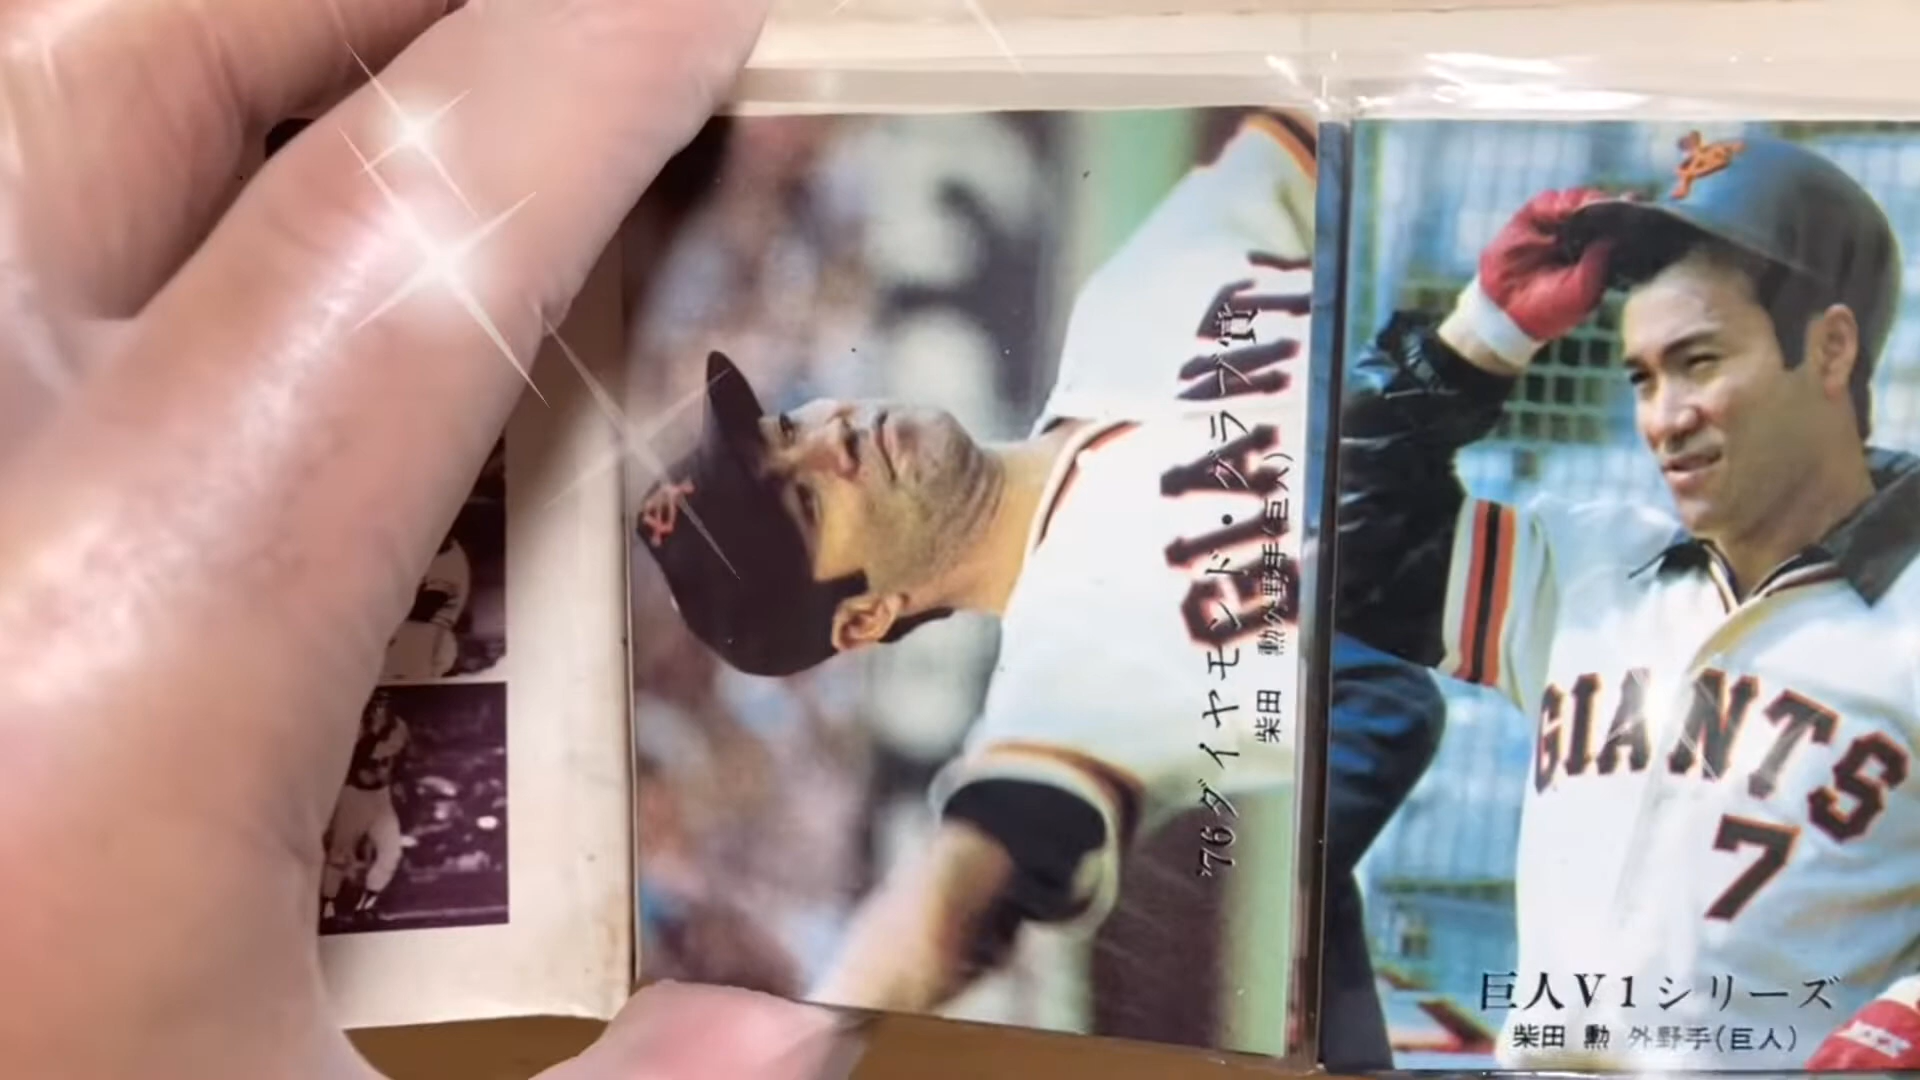 '76ダイヤモンド・グラブ賞
柴田 勲外野手(巨人)
GIANTS
GIANTS
7
巨人V1シリーズ
柴田 勲 外野手(巨人)